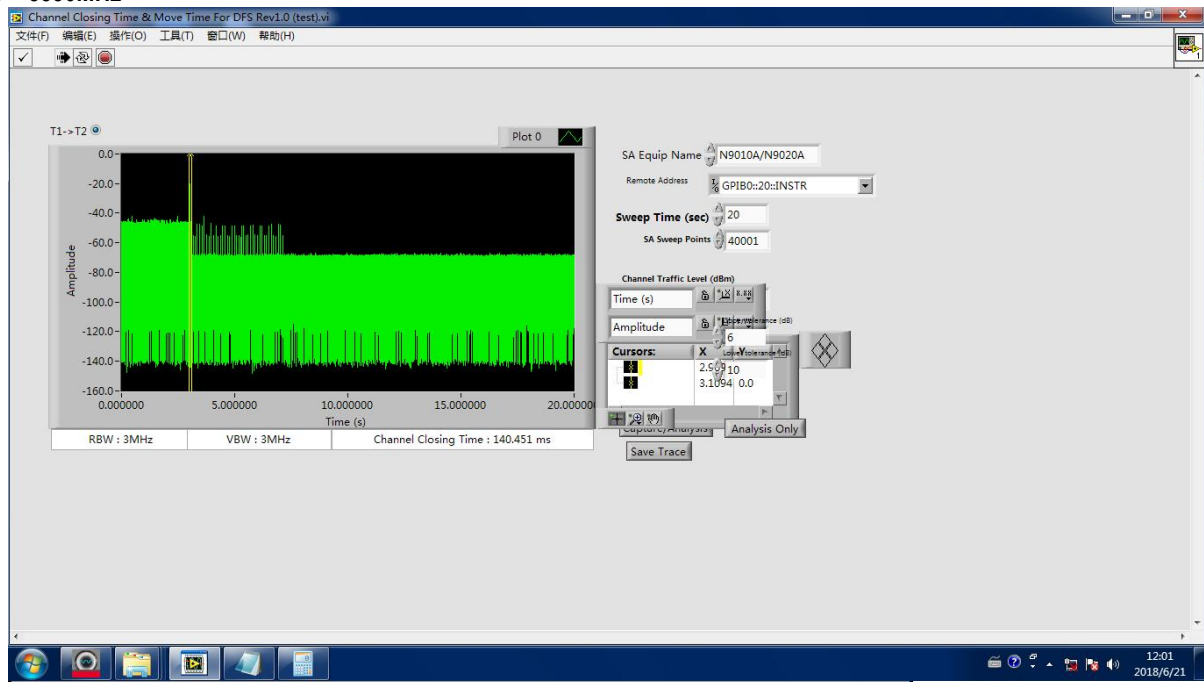 Channel Closing Time & Move Time For DFS Rev1.0 (test).vi
文件(F) 编辑(E) 操作(O) 工具(T) 窗口(W) 帮助(H)
1
T1->T2
Plot 0
Amplitude
0.0
-20.0
-40.0
-60.0
-80.0
-100.0
-120.0
-140.0
-160.0
0.000000 5.000000 10.000000 15.000000 20.000000
Time (s)
RBW : 3MHz VBW : 3MHz Channel Closing Time : 140.451 ms
SA Equip Name N9010A/N9020A
Remote Address GPIB0::20::INSTR
Sweep Time (sec) 20
SA Sweep Points 40001
Channel Traffic Level (dBm)
Time (s)
Amplitude
6
Cursors: X Y
10
3.1094 0.0
Analysis Only
Save Trace
12:01
2018/6/21